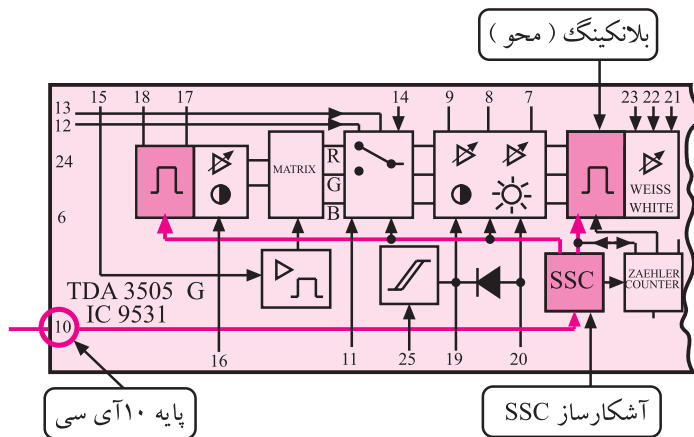 بلانکینگ ( محو )
15 18 17 14 9 8 7 23 22 21
13
12
24
6
MATRIX
R
G
B
WEISS
WHITE
SSC
ZAEHLER
COUNTER
TDA 3505 G
IC 9531
10
16 11 25 19 20
پایه ۱۰آی سی
آشکارساز SSC